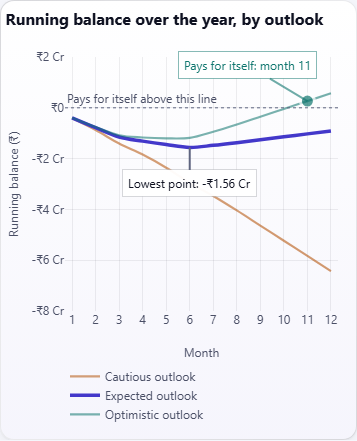 Running balance over the year, by outlook
₹2 Cr
Pays for itself: month 11
Pays for itself above this line
₹0
-₹2 Cr
Lowest point: -₹1.56 Cr
-₹4 Cr
-₹6 Cr
-₹8 Cr
Running balance (₹)
1 2 3 4 5 6 7 8 9 10 11 12
Month
Cautious outlook
Expected outlook
Optimistic outlook